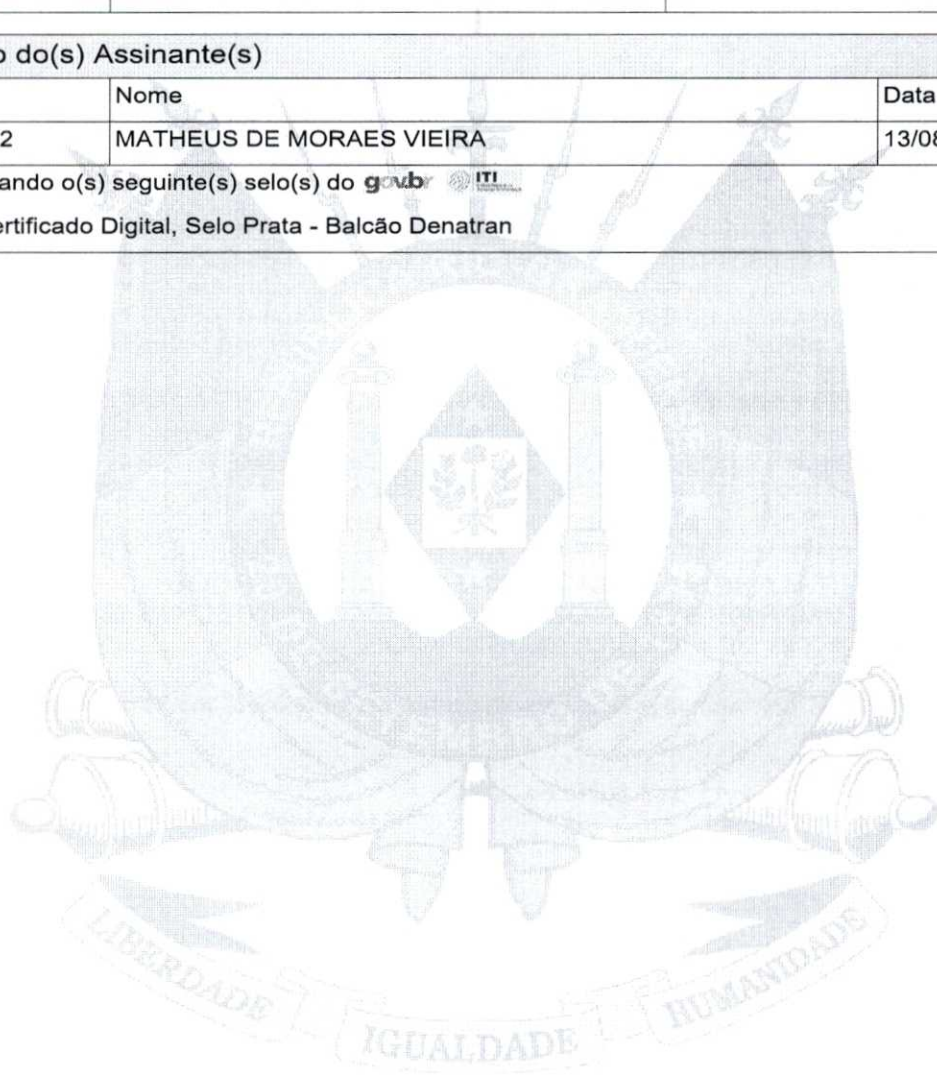 o do(s) Assinante(s)
Nome Data
2 MATHEUS DE MORAES VIEIRA 13/08
ando o(s) seguinte(s) selo(s) do gov.br ITI
ertificado Digital, Selo Prata - Balcão Denatran
LIBERDADE
IGUALDADE
HUMANIDADE